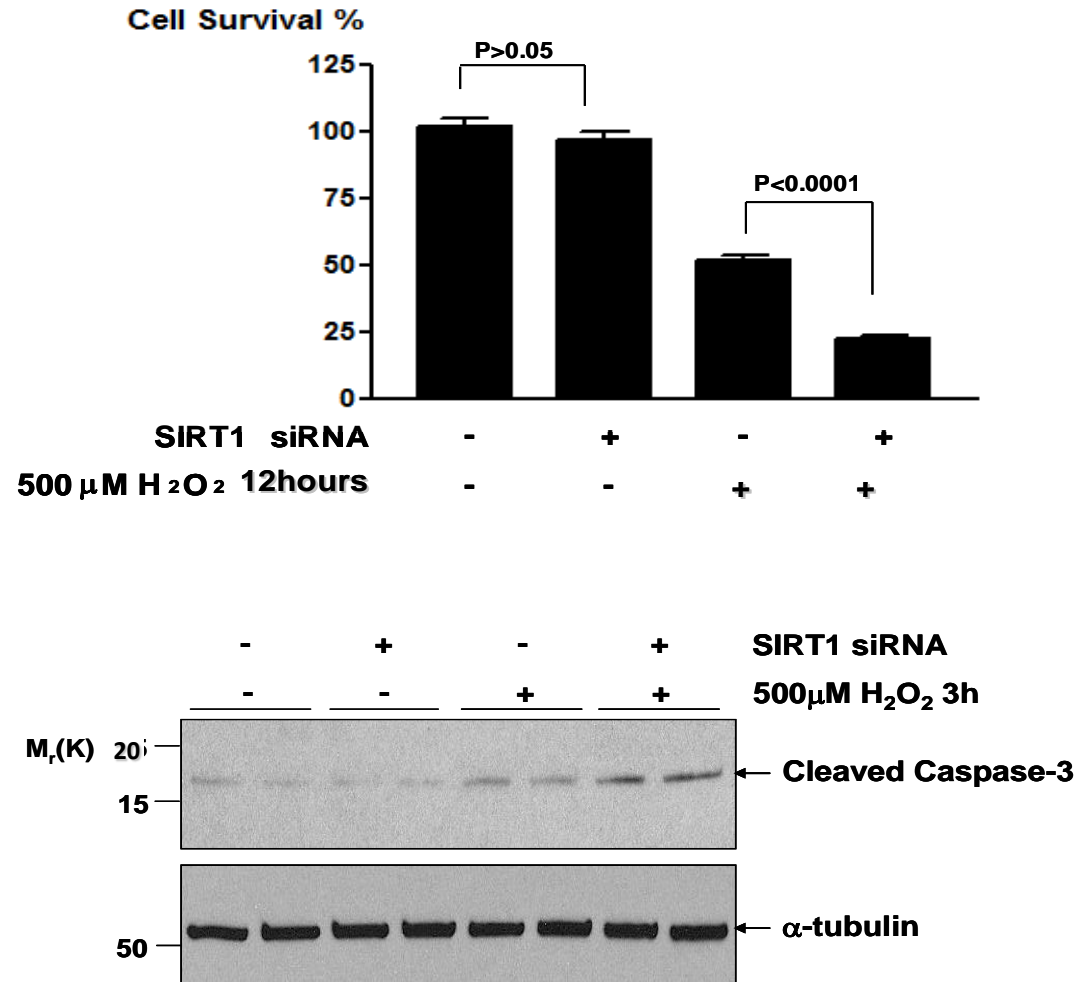 Cell Survival %
P>0.05
125
100
P<0.0001
75
50
25
0
SIRT1 siRNA - + - +
500 μM H₂O₂ 12hours - - + +
- + - + SIRT1 siRNA
- - + + 500μM H₂O₂ 3h
Mᵣ(K) 20
Cleaved Caspase-3
15
α-tubulin
50